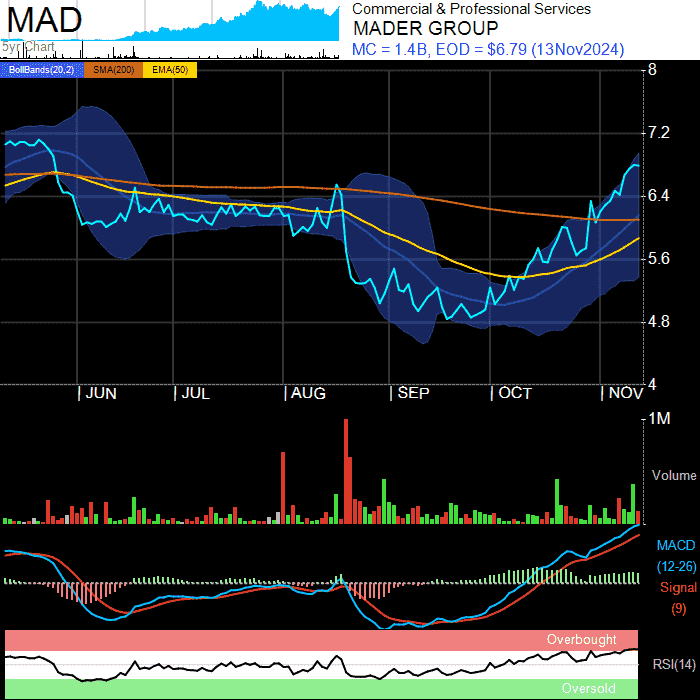 MAD
Commercial & Professional Services
MADER GROUP
5yr Chart
MC = 1.4B, EOD = $6.79 (13Nov2024)
BollBands(20,2) SMA(200) EMA(50)
8
7.2
6.4
5.6
4.8
4
| JUN | JUL | AUG | SEP | OCT | NOV
1M
Volume
MACD
(12-26)
Signal
(9)
Overbought
RSI(14)
Oversold